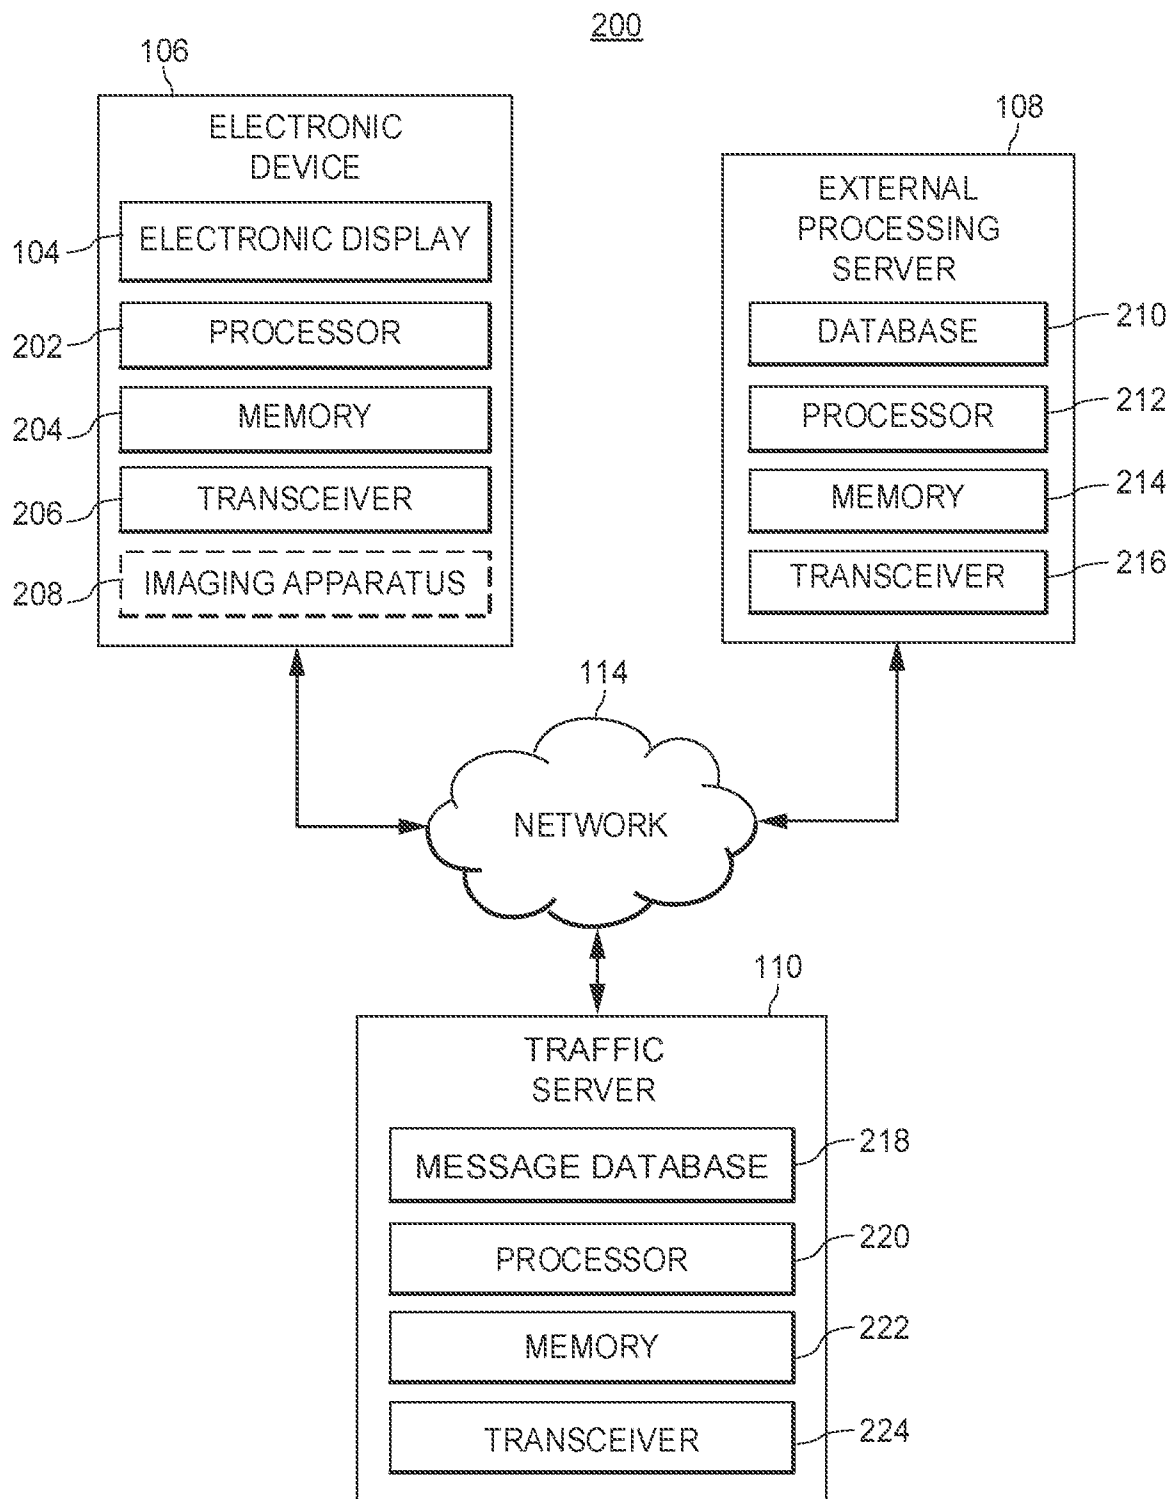 200
106
ELECTRONIC
DEVICE
104
ELECTRONIC DISPLAY
202
PROCESSOR
204
MEMORY
206
TRANSCEIVER
208
IMAGING APPARATUS
108
EXTERNAL
PROCESSING
SERVER
DATABASE
210
PROCESSOR
212
MEMORY
214
TRANSCEIVER
216
114
NETWORK
110
TRAFFIC
SERVER
MESSAGE DATABASE
218
PROCESSOR
220
MEMORY
222
TRANSCEIVER
224